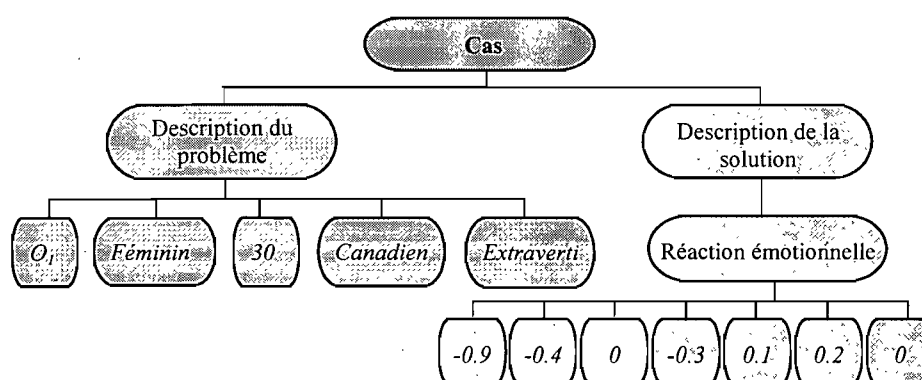 Cas
Description du
problème
Description de la
solution
O₁
Féminin
30
Canadien
Extraverti
Réaction émotionnelle
-0.9
-0.4
0
-0.3
0.1
0.2
0